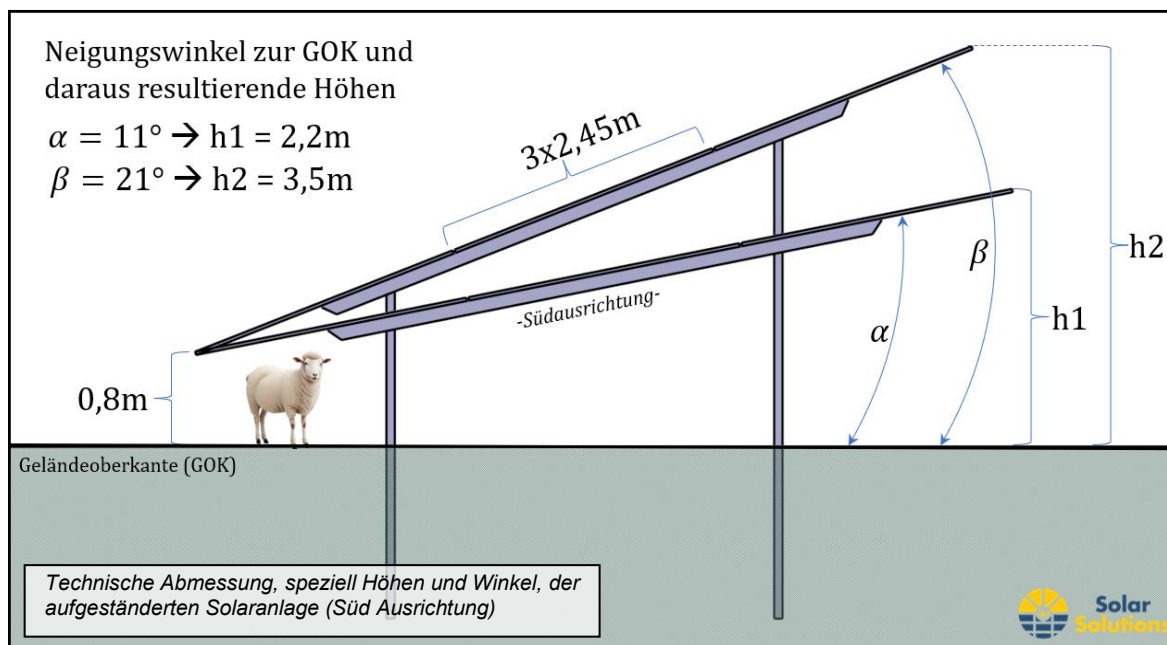 Neigungswinkel zur GOK und
daraus resultierende Höhen
α = 11° → h1 = 2,2m
β = 21° → h2 = 3,5m
3x2,45m
-Südausrichtung-
β
α
h2
h1
0,8m
Geländeoberkante (GOK)
Technische Abmessung, speziell Höhen und Winkel, der
aufgeständerten Solaranlage (Süd Ausrichtung)
Solar
Solutions